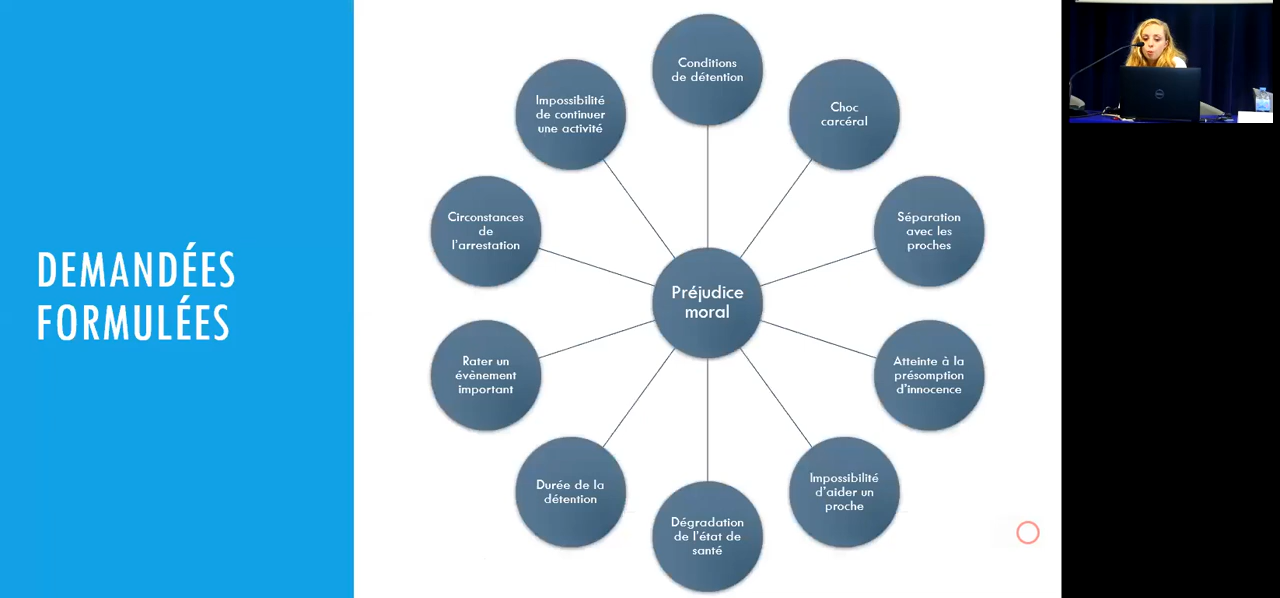 DEMANDÉES
FORMULÉES
Préjudice
moral
Conditions
de détention
Choc
carcéral
Séparation
avec les
proches
Atteinte à la
présomption
d'innocence
Impossibilité
d'aider un
proche
Dégradation
de l'état de
santé
Durée de la
détention
Rater un
évènement
important
Circonstances
de
l'arrestation
Impossibilité
de continuer
une activité